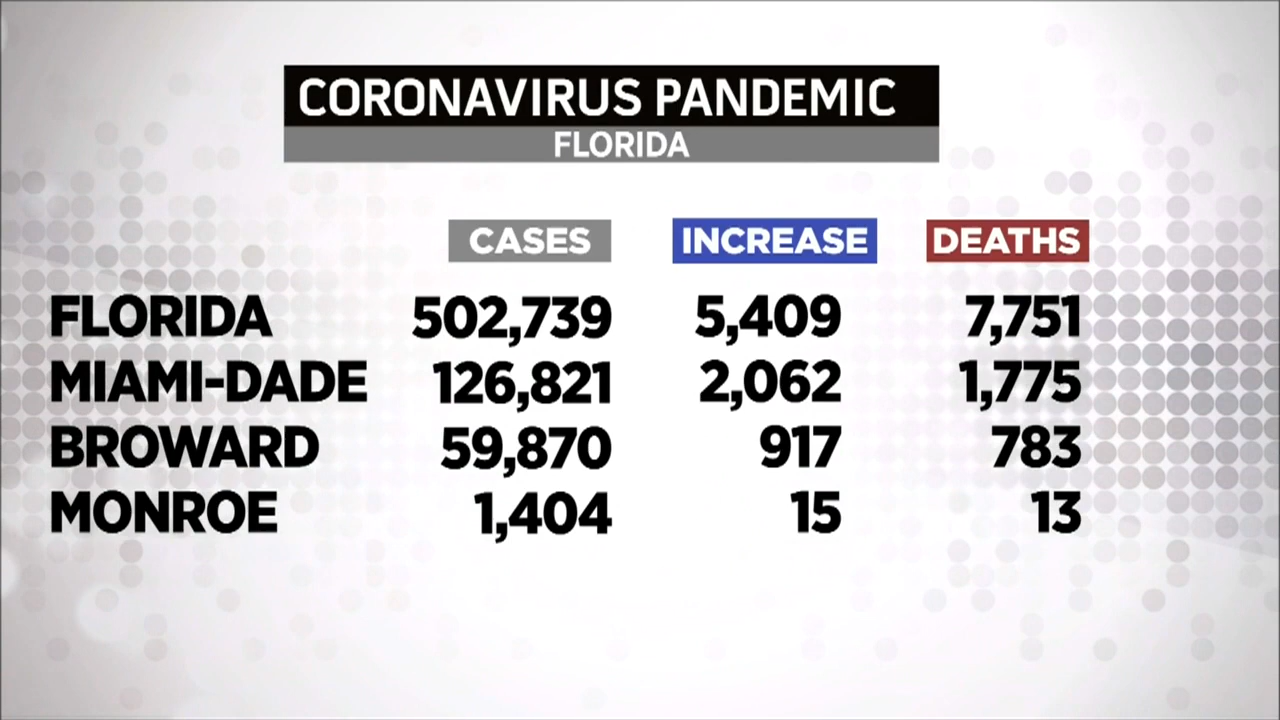 CORONAVIRUS PANDEMIC
FLORIDA
CASES INCREASE DEATHS
FLORIDA 502,739 5,409 7,751
MIAMI-DADE 126,821 2,062 1,775
BROWARD 59,870 917 783
MONROE 1,404 15 13